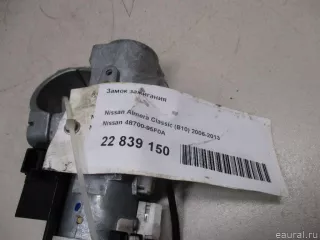 Замок зажигания
Nissan Almera Classic (B10) 2006-2013
Nissan 48700-95F0A
22 839 150
eaural.ru